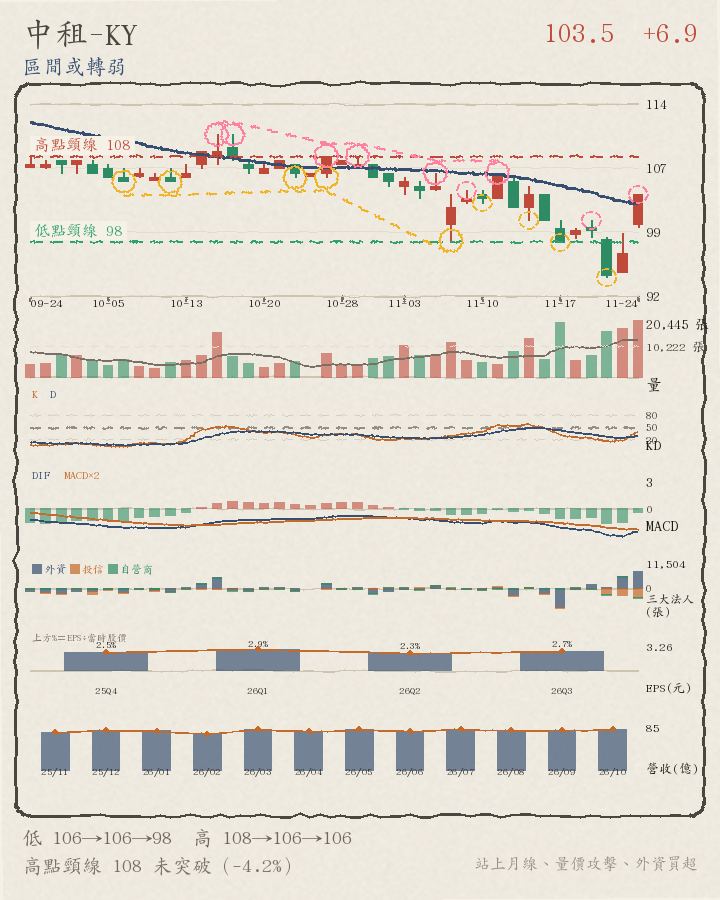 中租-KY 103.5 +6.9
區間或轉弱
114
高點頸線 108
107
99
低點頸線 98
92
09-24 10-05 10-13 10-20 10-28 11-03 11-10 11-17 11-24
20,445 張
10,222 張
量
K D
80
50
20
KD
DIF MACD×2
3
0
MACD
外資 投信 自營商
11,504
0
三大法人
(張)
上方%=EPS÷當時股價
2.5% 2.9% 2.3% 2.7%
3.26
25Q4 26Q1 26Q2 26Q3
EPS(元)
85
25/11 25/12 26/01 26/02 26/03 26/04 26/05 26/06 26/07 26/08 26/09 26/10
營收(億)
低 106→106→98 高 108→106→106
高點頸線 108 未突破 (-4.2%)
站上月線、量價攻擊、外資買超